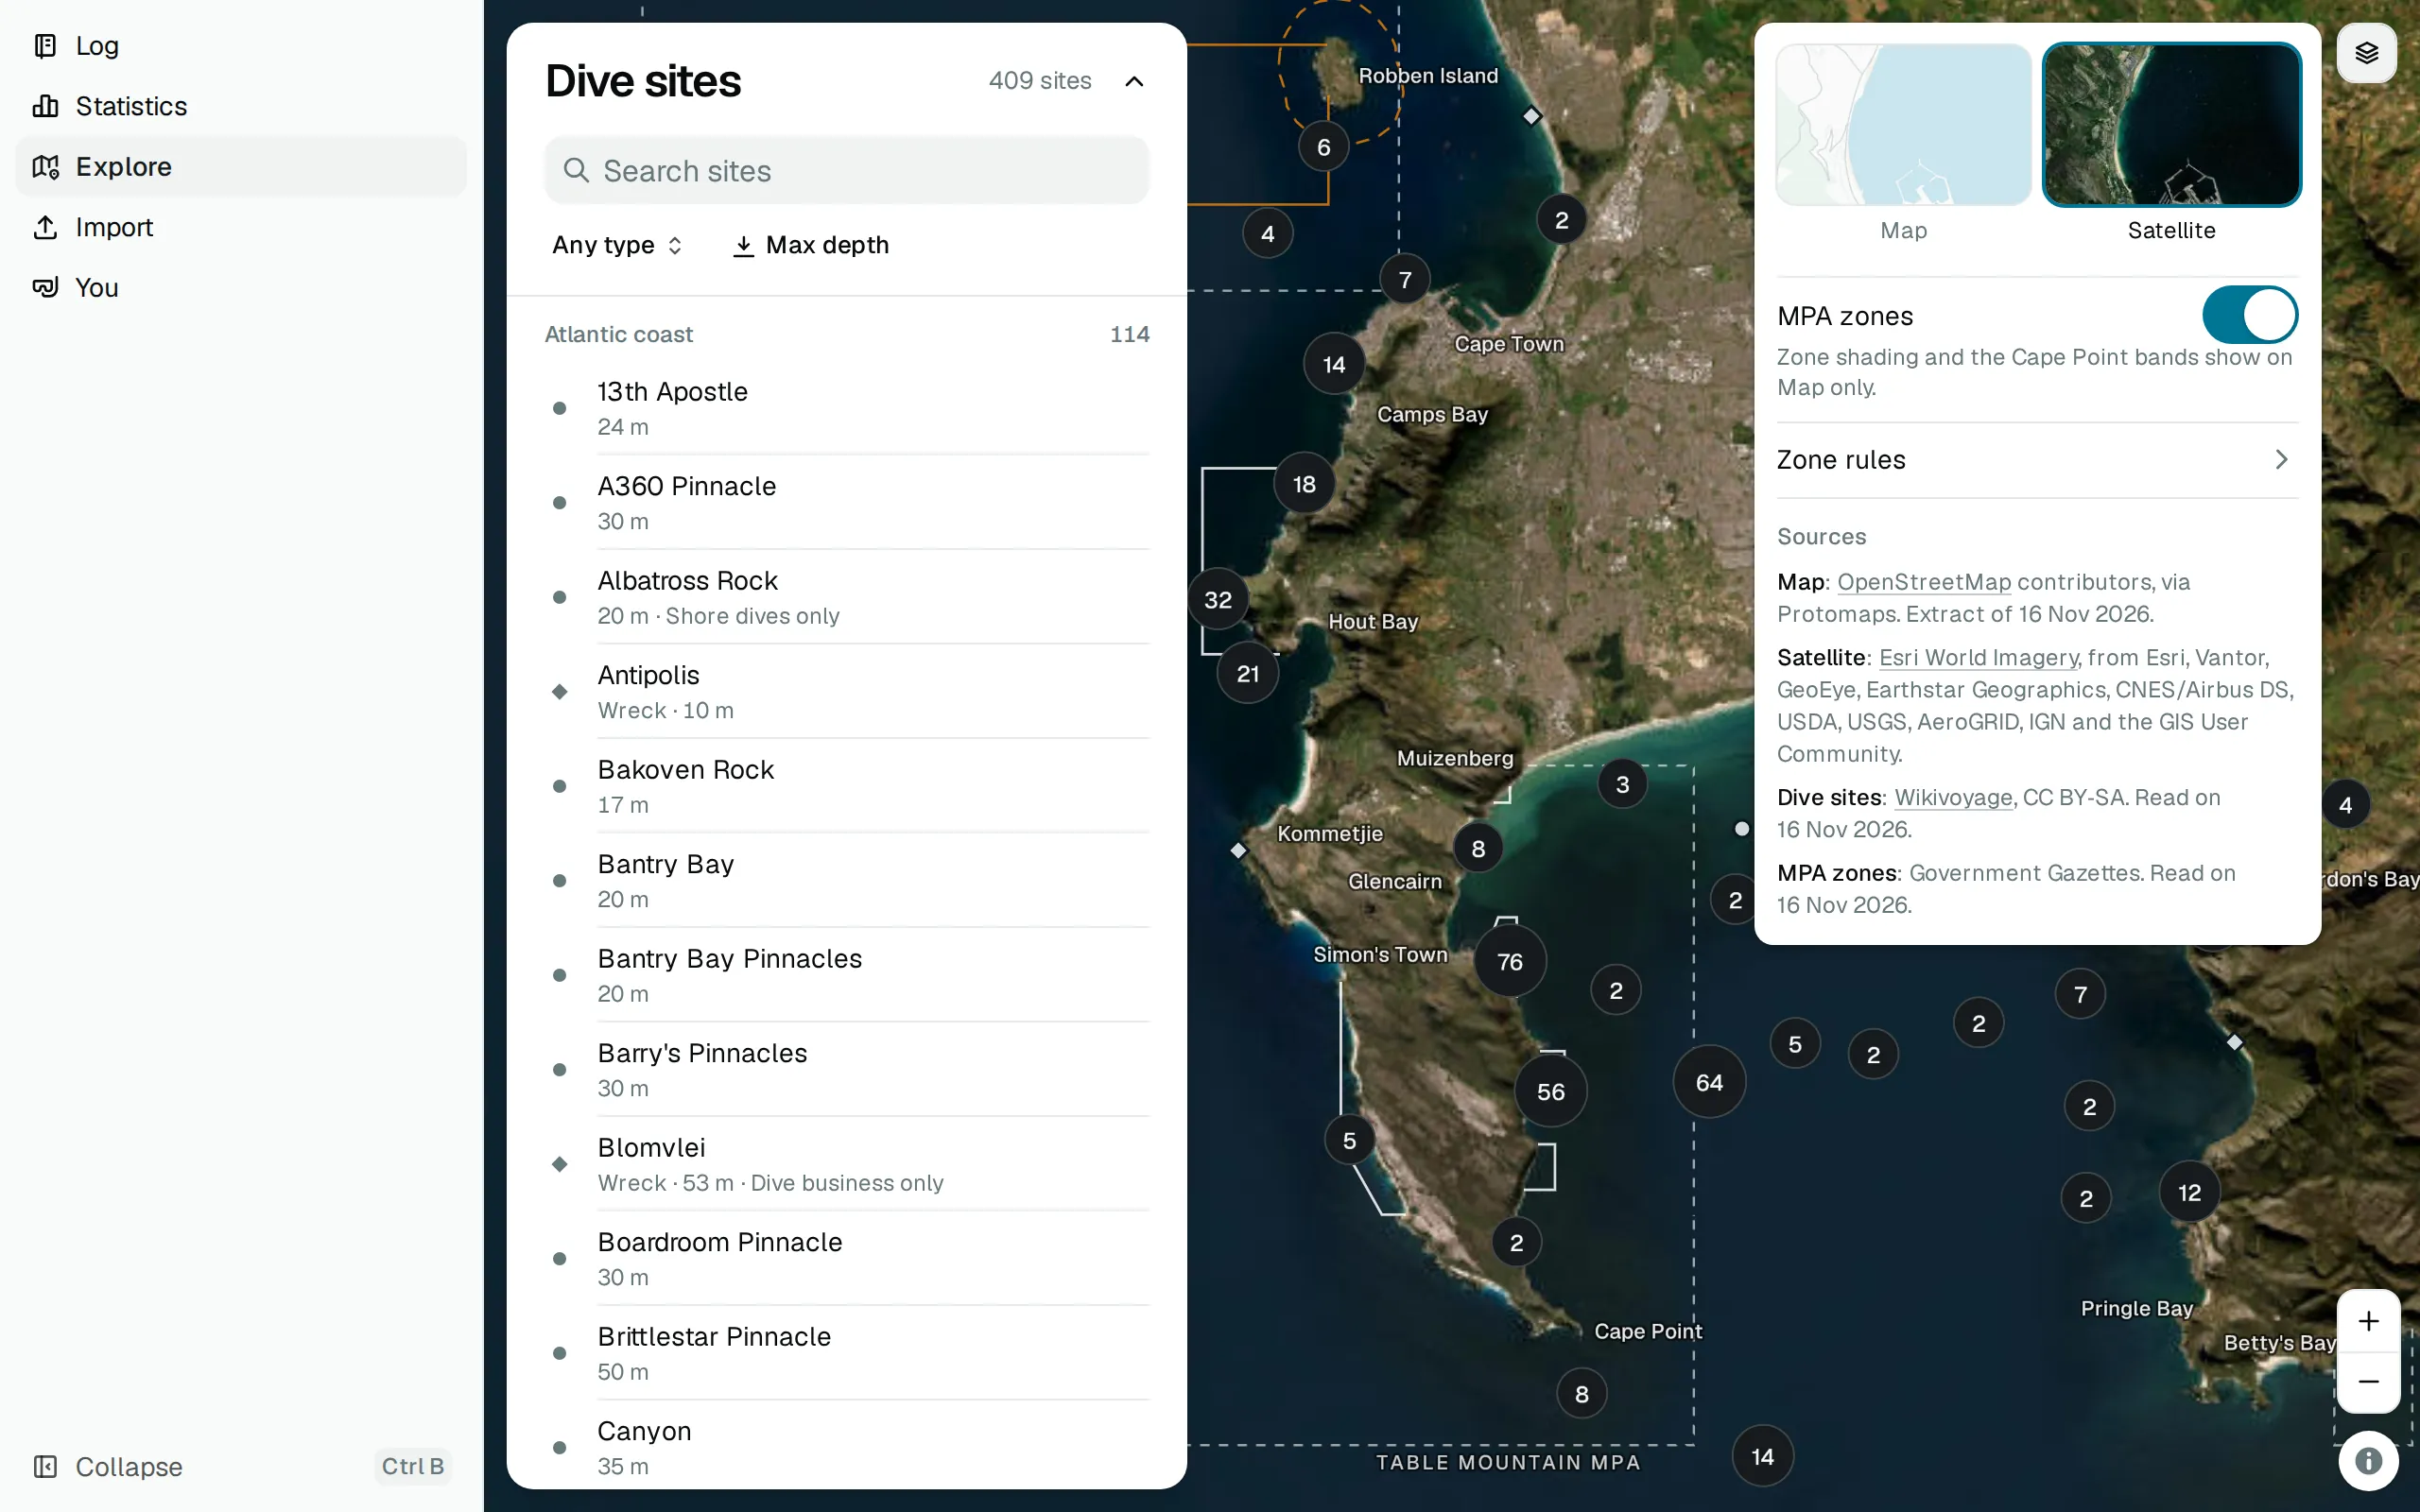 Log
Statistics
Explore
Import
You
Collapse
Ctrl B
Dive sites
409 sites
Search sites
Any type
Max depth
Atlantic coast
114
13th Apostle
24 m
A360 Pinnacle
30 m
Albatross Rock
20 m · Shore dives only
Antipolis
Wreck · 10 m
Bakoven Rock
17 m
Bantry Bay
20 m
Bantry Bay Pinnacles
20 m
Barry's Pinnacles
30 m
Blomvlei
Wreck · 53 m · Dive business only
Boardroom Pinnacle
30 m
Brittlestar Pinnacle
50 m
Canyon
35 m
Robben Island
6
4
2
7
Cape Town
14
Camps Bay
18
32
Hout Bay
21
Muizenberg
3
Kommetjie
8
Glencairn
2
Simon's Town
76
2
5
2
2
7
64
56
5
2
2
12
2
Pringle Bay
Cape Point
Betty's Bay
8
14
TABLE MOUNTAIN MPA
4
rdon's Bay
Map
Satellite
MPA zones
Zone shading and the Cape Point bands show on
Map only.
Zone rules
Sources
Map: OpenStreetMap contributors, via
Protomaps. Extract of 16 Nov 2026.
Satellite: Esri World Imagery, from Esri, Vantor,
GeoEye, Earthstar Geographics, CNES/Airbus DS,
USDA, USGS, AeroGRID, IGN and the GIS User
Community.
Dive sites: Wikivoyage, CC BY-SA. Read on
16 Nov 2026.
MPA zones: Government Gazettes. Read on
16 Nov 2026.